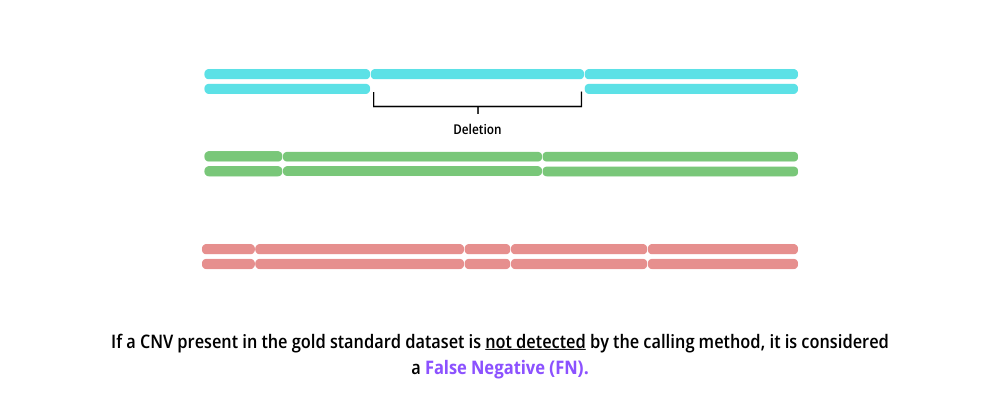 Deletion
If a CNV present in the gold standard dataset is not detected by the calling method, it is considered
a False Negative (FN).